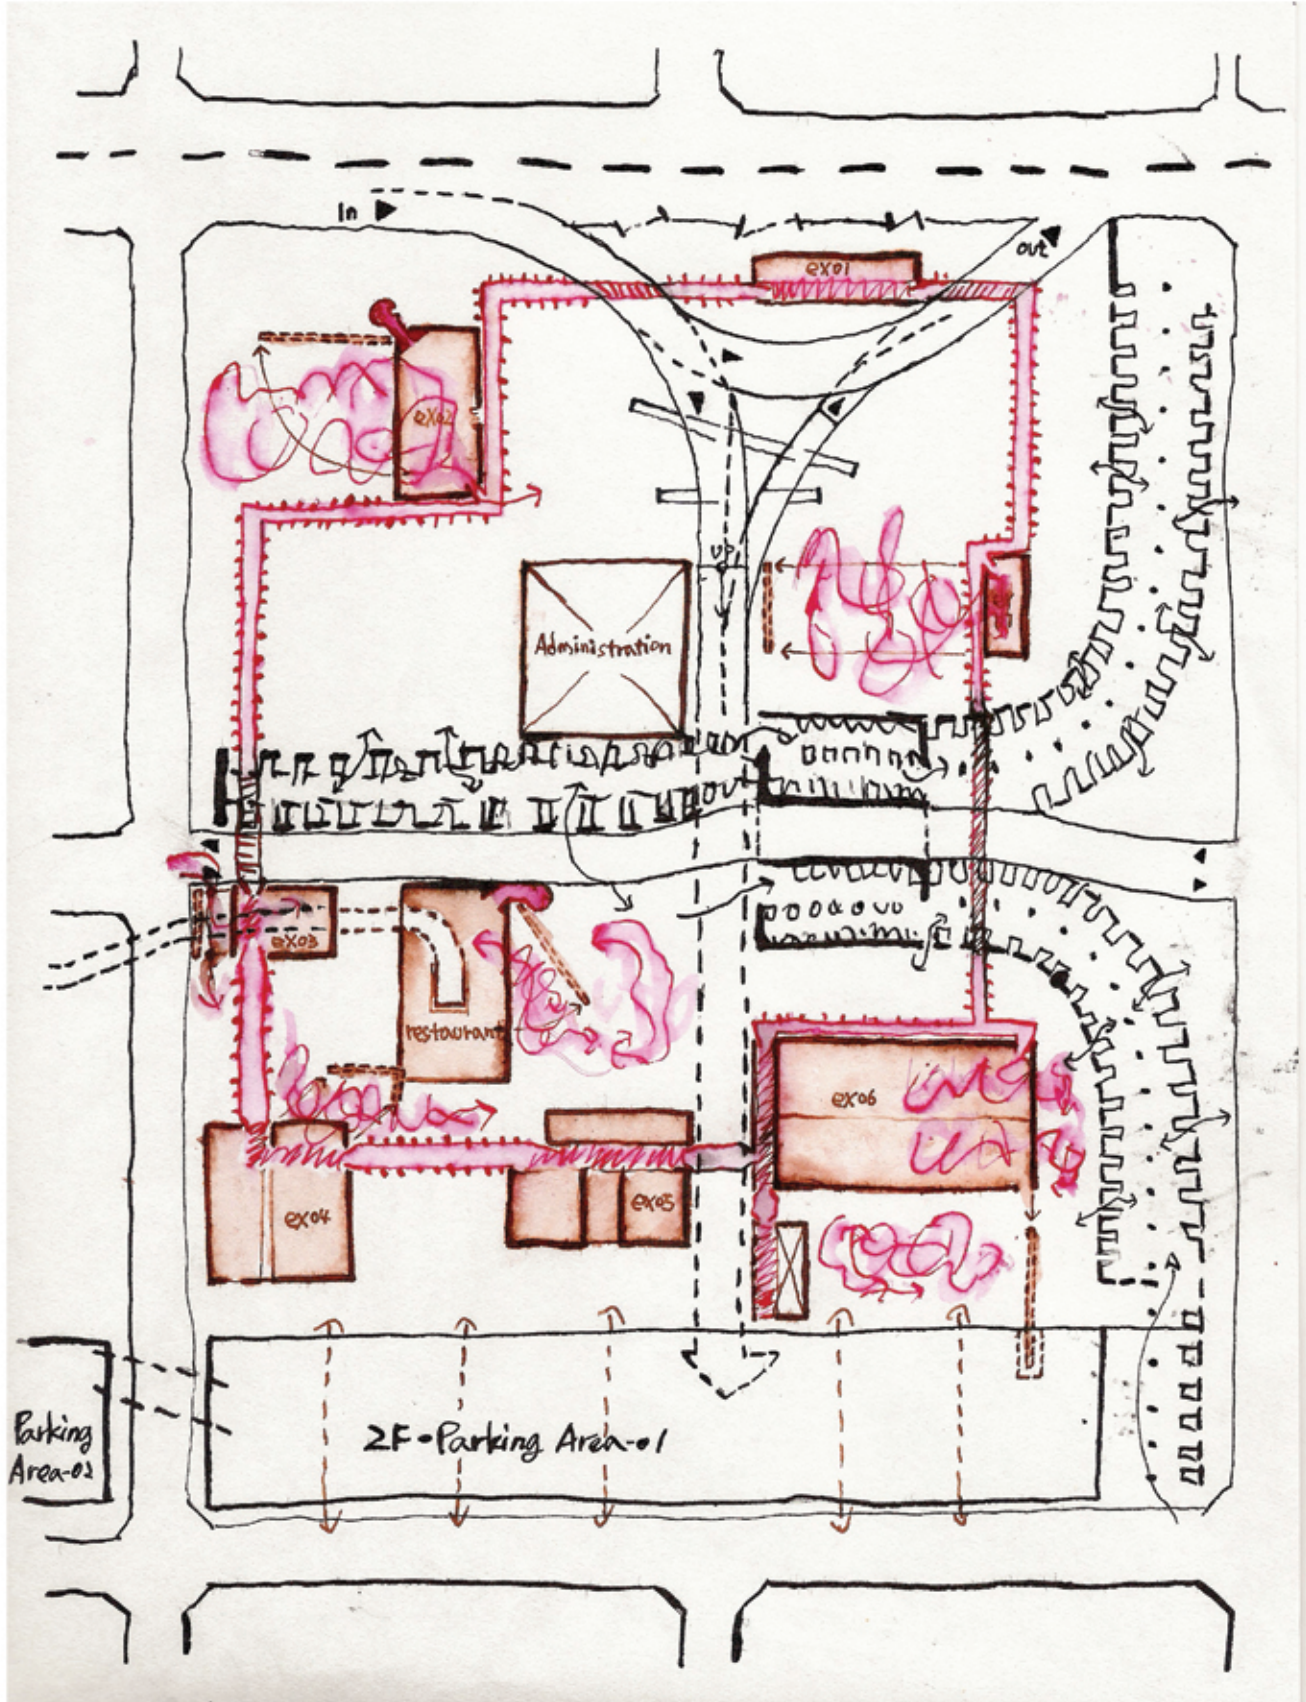 In
out
ex01
ex02
UP
Administration
out
ex03
restaurant
ex06
ex04
ex05
Parking
Area-02
2F•Parking Area-01